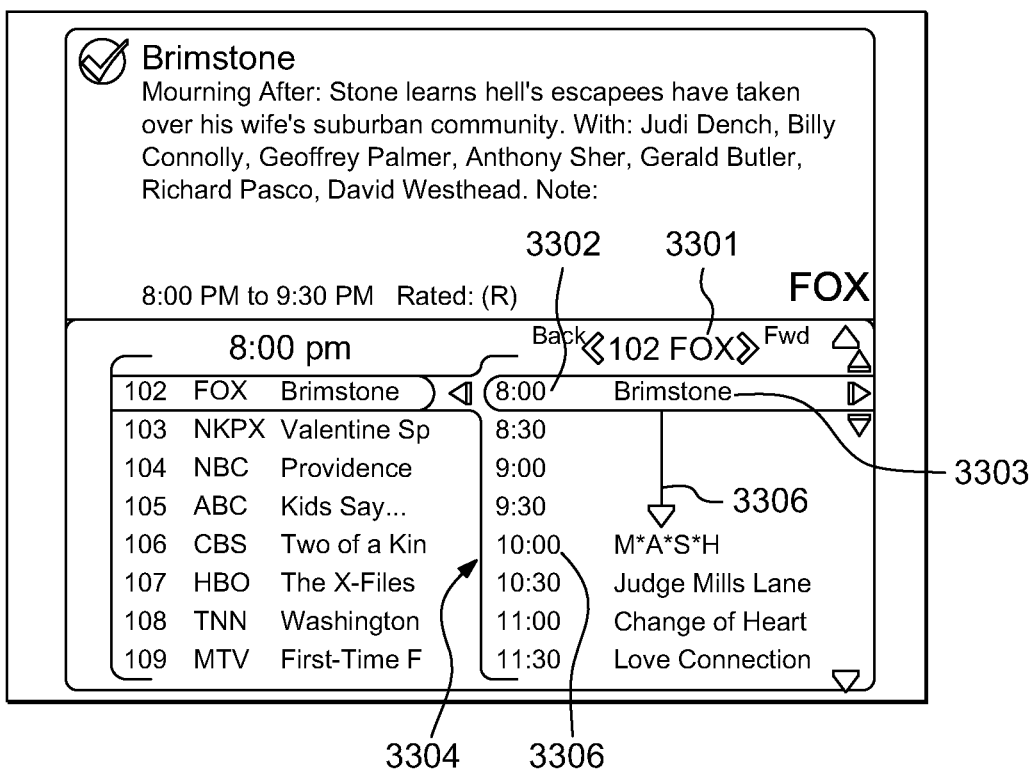 Brimstone
Mourning After: Stone learns hell's escapees have taken
over his wife's suburban community. With: Judi Dench, Billy
Connolly, Geoffrey Palmer, Anthony Sher, Gerald Butler,
Richard Pasco, David Westhead. Note:
3302 3301
8:00 PM to 9:30 PM Rated: (R) FOX
8:00 pm Back 102 FOX Fwd
102 FOX Brimstone 8:00 Brimstone
103 NKPX Valentine Sp 8:30
104 NBC Providence 9:00
3303
105 ABC Kids Say... 9:30 3306
106 CBS Two of a Kin 10:00 M*A*S*H
107 HBO The X-Files 10:30 Judge Mills Lane
108 TNN Washington 11:00 Change of Heart
109 MTV First-Time F 11:30 Love Connection
3304 3306